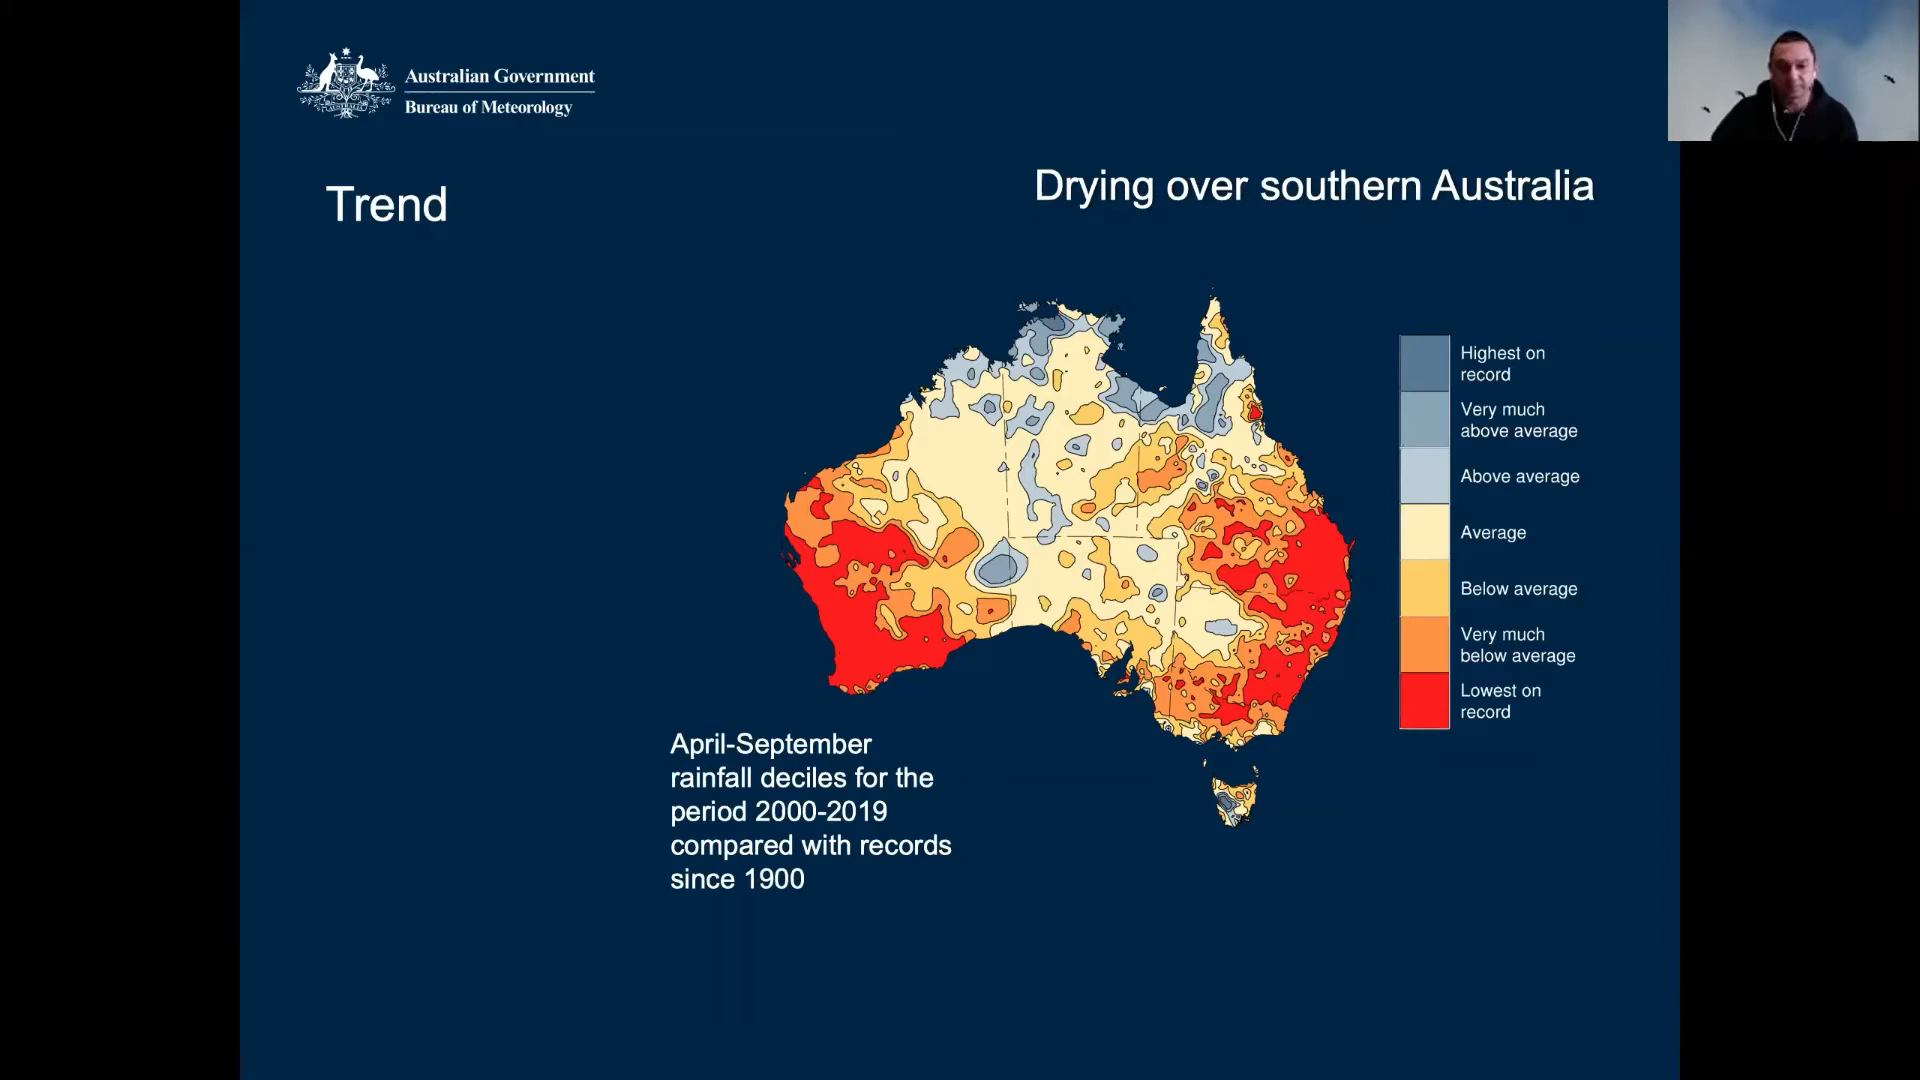 Australian Government
Bureau of Meteorology
Trend
Drying over southern Australia
Highest on
record
Very much
above average
Above average
Average
Below average
Very much
below average
Lowest on
record
April-September
rainfall deciles for the
period 2000-2019
compared with records
since 1900